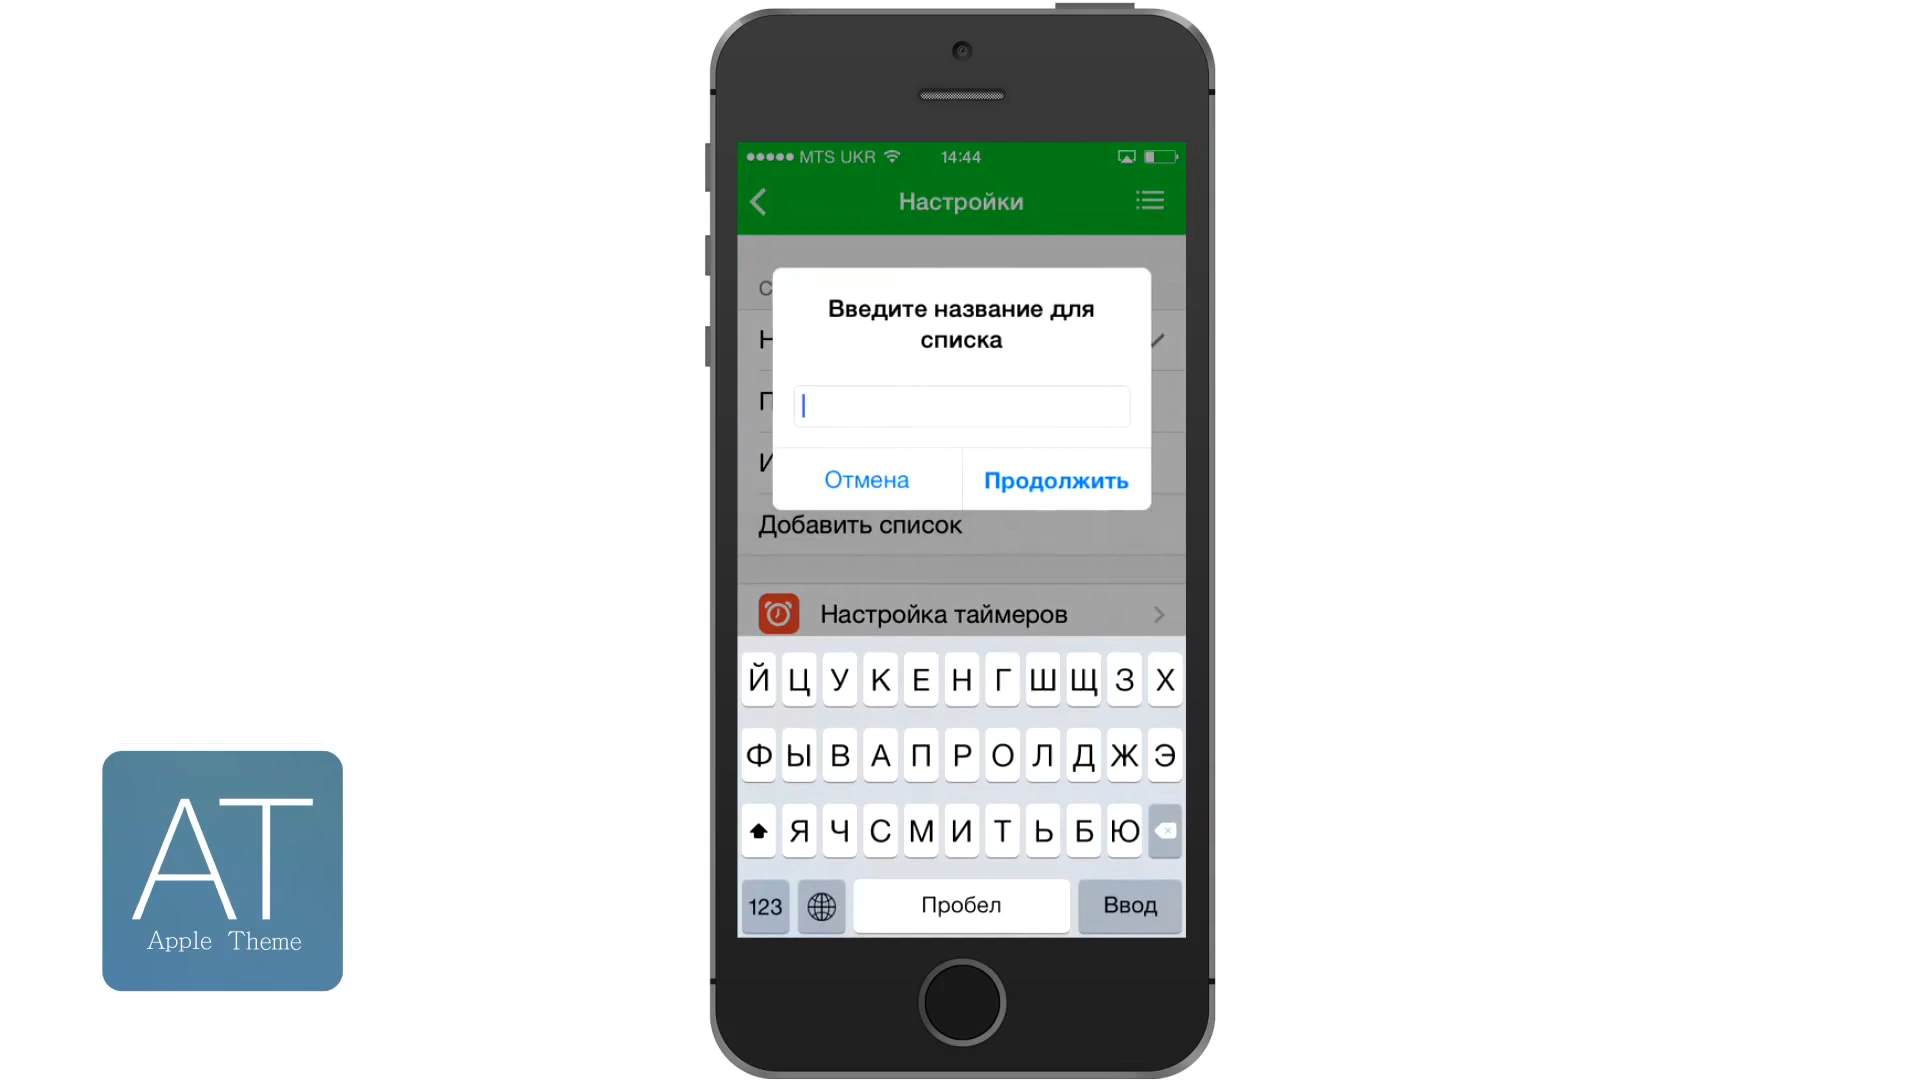 MTS UKR 14:44
Настройки
Введите название для
списка
Отмена Продолжить
Добавить список
Настройка таймеров
Й Ц У К Е Н Г Ш Щ З Х
Ф Ы В А П Р О Л Д Ж Э
Я Ч С М И Т Ь Б Ю
123 Пробел Ввод
AT
Apple Theme